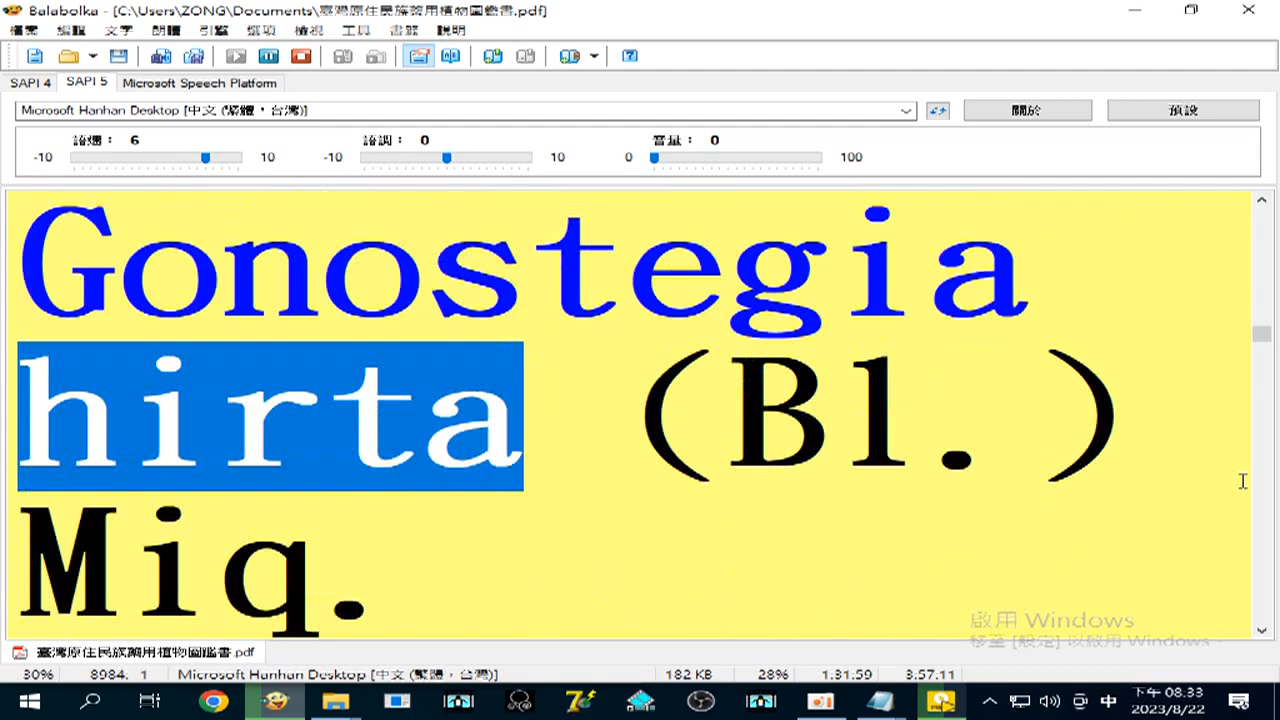 Balabolka - [C:\Users\ZONG\Documents\臺灣原住民族藥用植物圖鑑書.pdf]
檔案 編輯 文字 朗讀 引擎 選項 檢視 工具 書籤 說明
SAPI 4 SAPI 5 Microsoft Speech Platform
Microsoft Hanhan Desktop [中文 (繁體，台灣)] 關於 預設
語速： 6 語調： 0 音量： 0
-10 10 -10 10 0 100
Gonostegia
hirta (Bl.)
Miq.
啟用 Windows
移至 [設定] 以啟用 Windows。
臺灣原住民族藥用植物圖鑑書.pdf
30% 8984. 1 Microsoft Hanhan Desktop [中文 (繁體，台灣)] 182 KB 28% 1.31.59 3.57.11
中 下午 08:33
2023/8/22